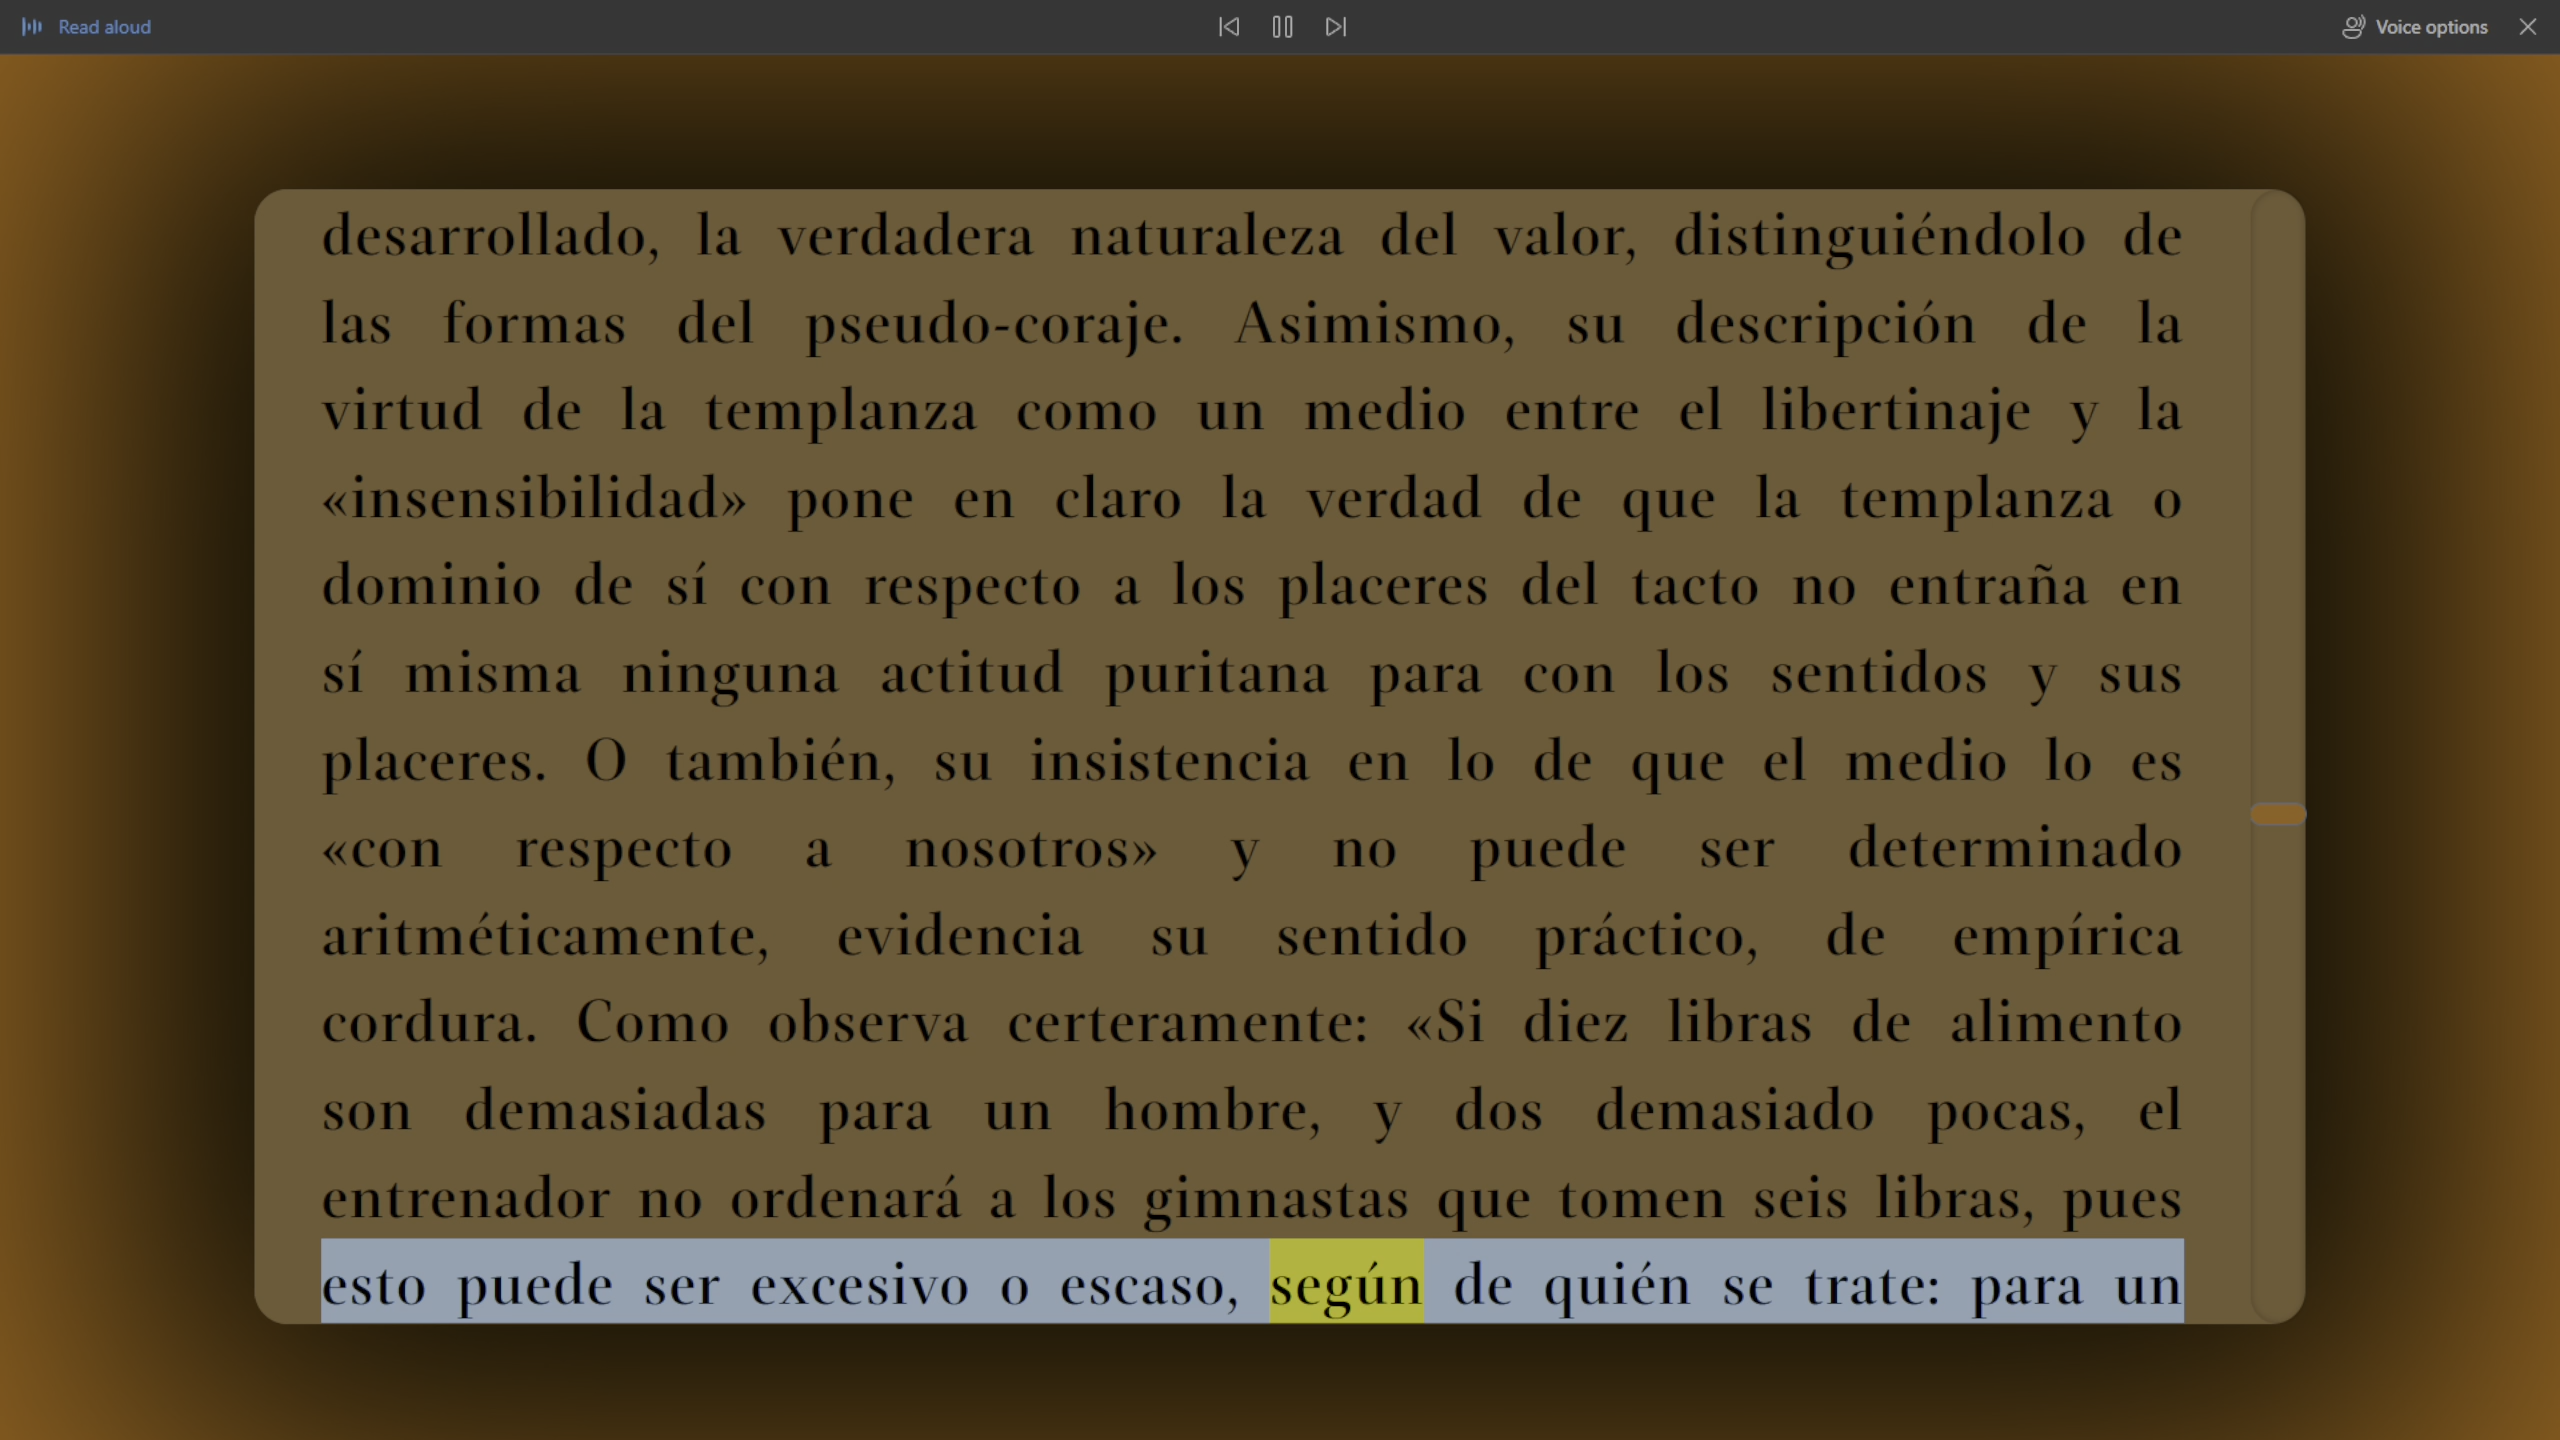 Read aloud
Voice options
desarrollado, la verdadera naturaleza del valor, distinguiéndolo de
las formas del pseudo-coraje. Asimismo, su descripción de la
virtud de la templanza como un medio entre el libertinaje y la
«insensibilidad» pone en claro la verdad de que la templanza o
dominio de sí con respecto a los placeres del tacto no entraña en
sí misma ninguna actitud puritana para con los sentidos y sus
placeres. O también, su insistencia en lo de que el medio lo es
«con respecto a nosotros» y no puede ser determinado
aritméticamente, evidencia su sentido práctico, de empírica
cordura. Como observa certeramente: «Si diez libras de alimento
son demasiadas para un hombre, y dos demasiado pocas, el
entrenador no ordenará a los gimnastas que tomen seis libras, pues
esto puede ser excesivo o escaso, según de quién se trate: para un